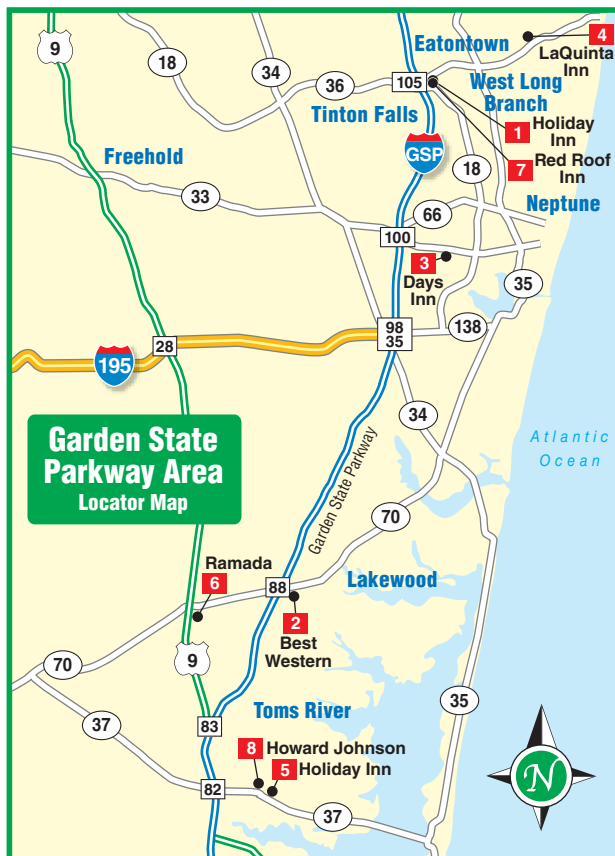 9
18
34
36
105
Eatontown
4
LaQuinta
Inn
West Long
Branch
Tinton Falls
1
Holiday
Inn
7
Red Roof
Inn
GSP
Freehold
18
33
Neptune
66
100
3
Days
Inn
35
28
98
35
138
195
Garden State
Parkway Area
Locator Map
34
Atlantic
Ocean
Garden State Parkway
70
Ramada
6
88
Lakewood
2
Best
Western
70
9
35
37
83
Toms River
8
Howard Johnson
5
Holiday Inn
82
37
N